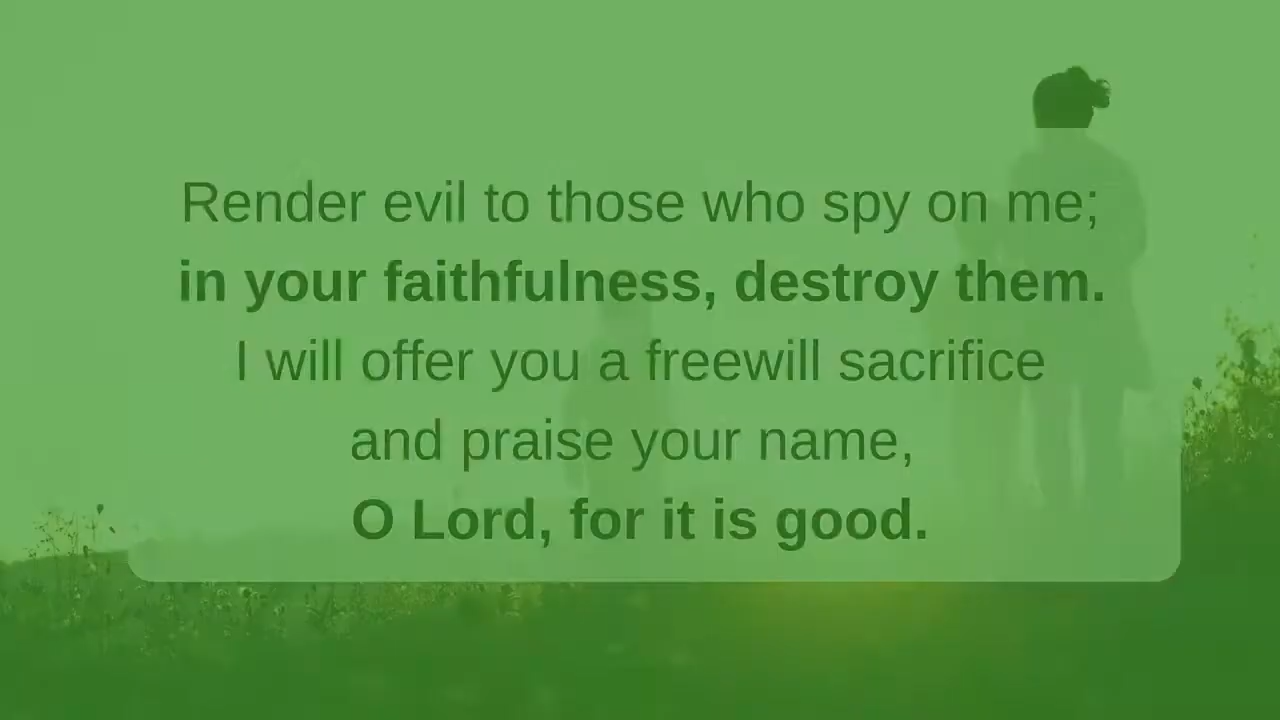 Render evil to those who spy on me;
in your faithfulness, destroy them.
I will offer you a freewill sacrifice
and praise your name,
O Lord, for it is good.